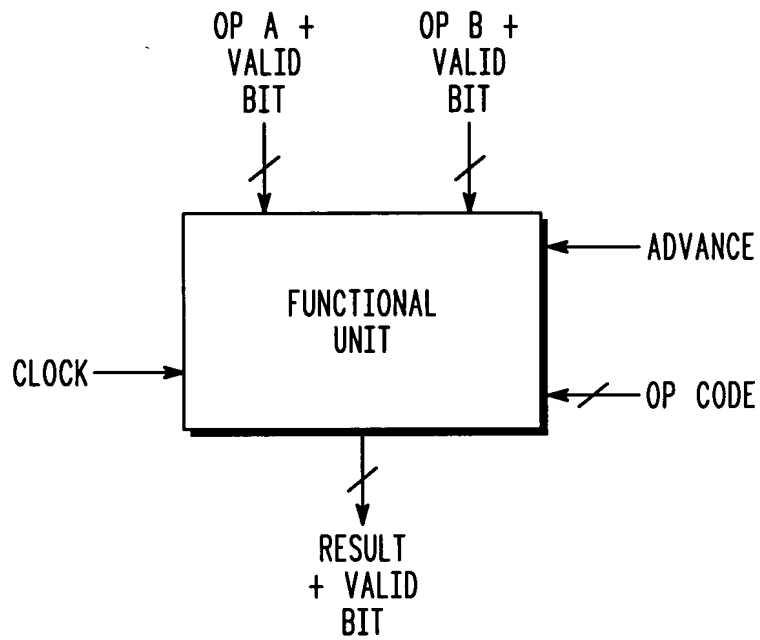 OP A +
VALID
BIT
OP B +
VALID
BIT
ADVANCE
FUNCTIONAL
UNIT
CLOCK
OP CODE
RESULT
+ VALID
BIT